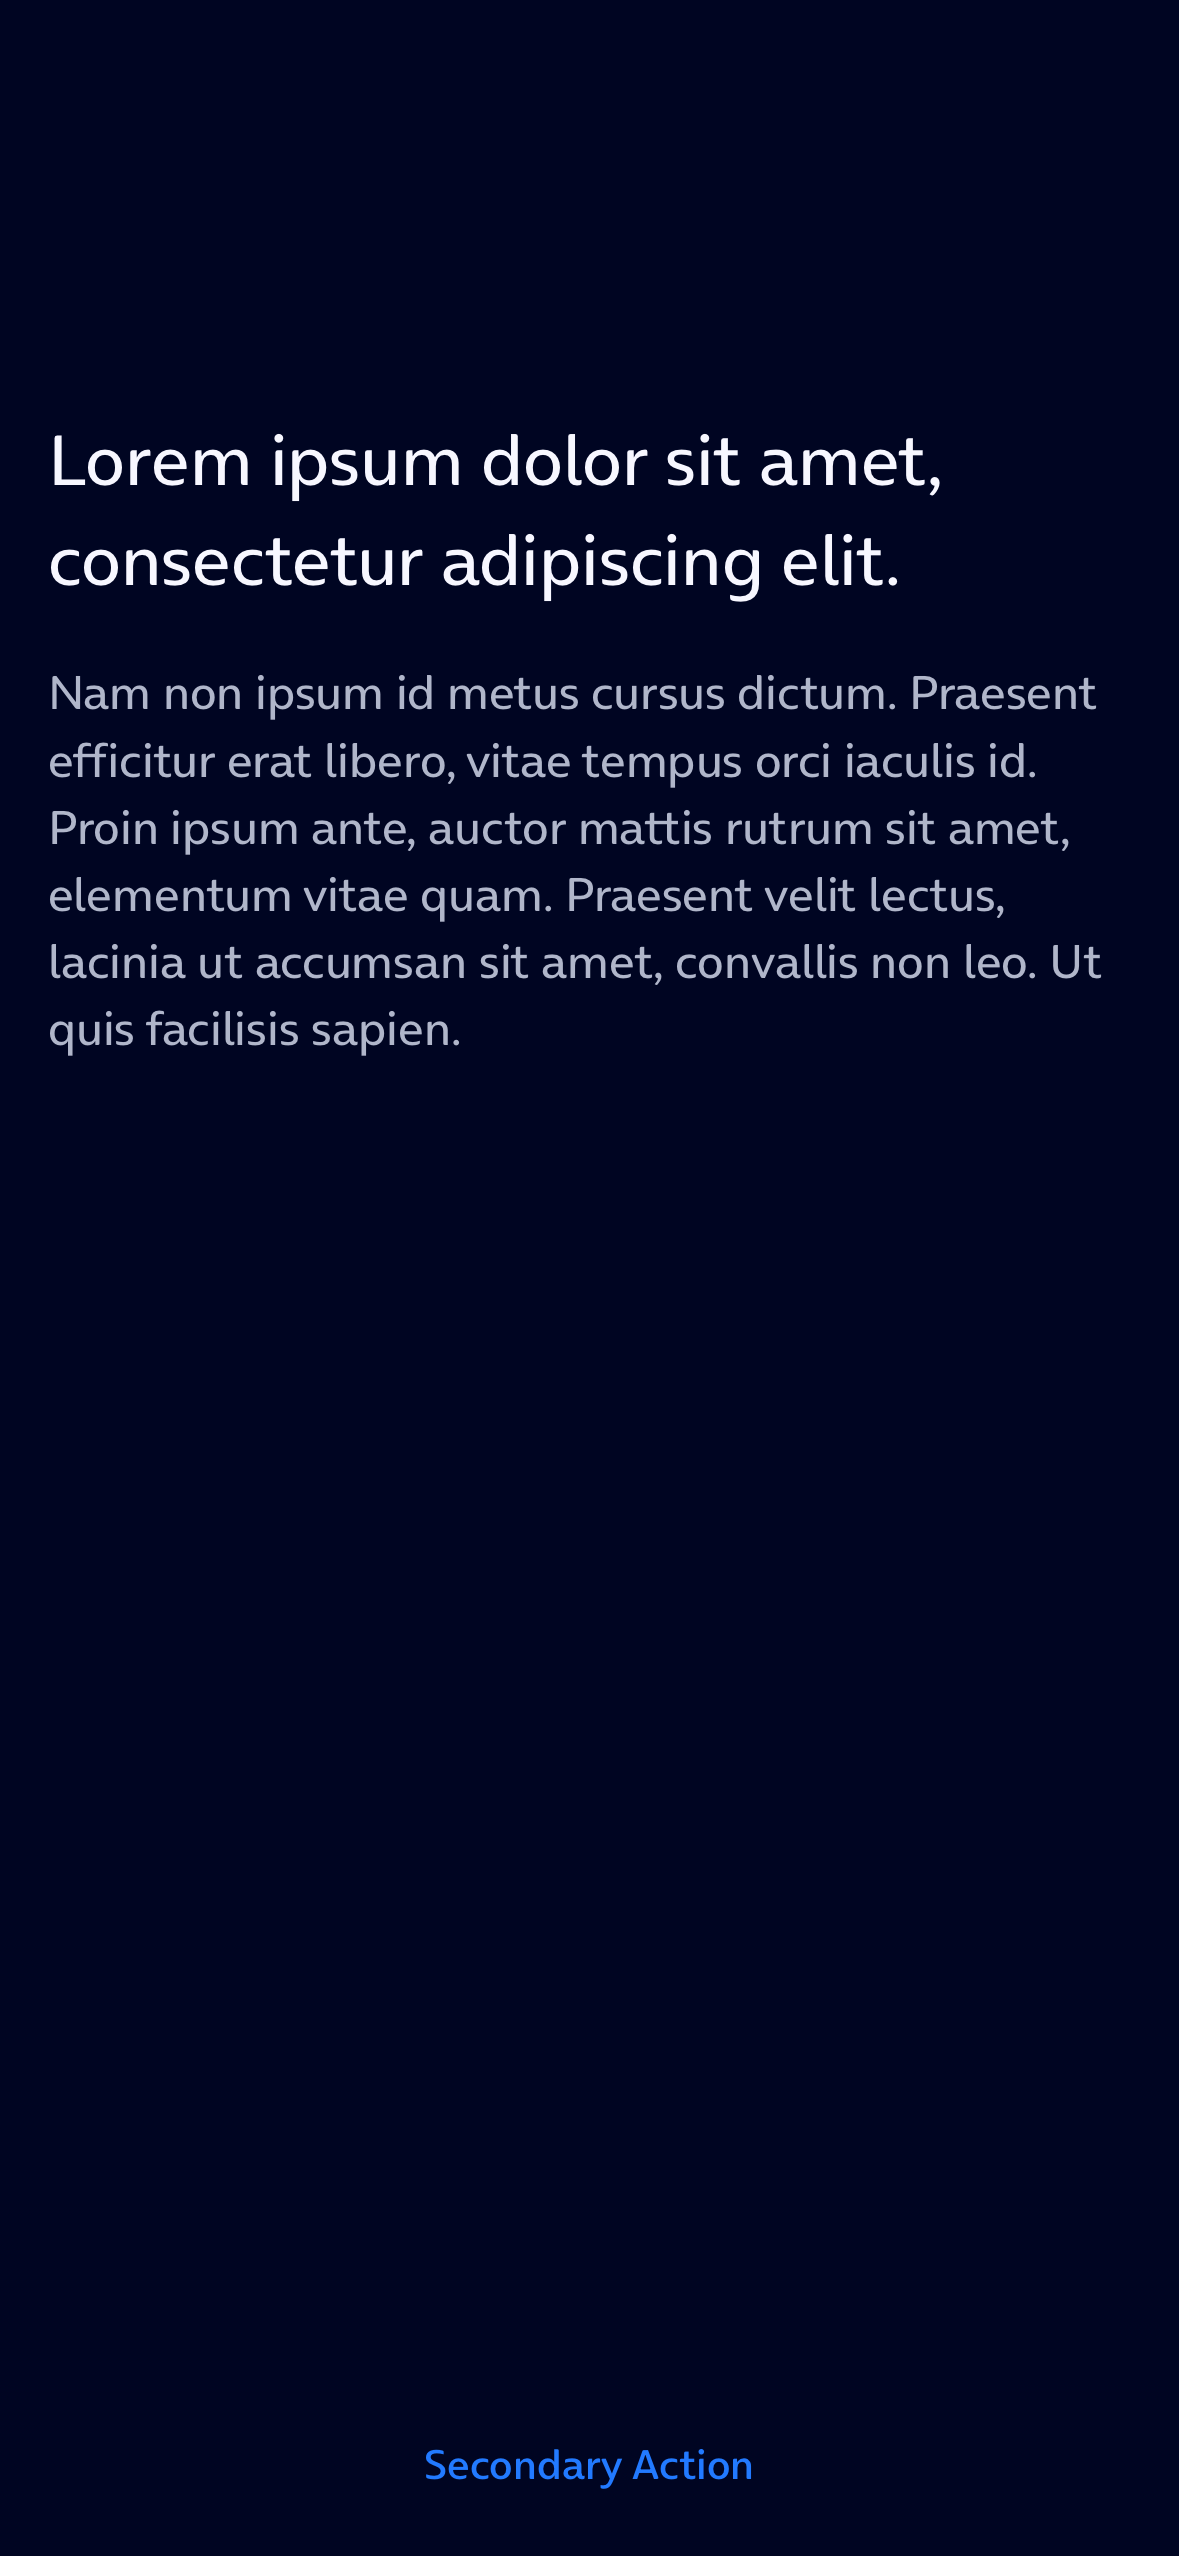 Lorem ipsum dolor sit amet,
consectetur adipiscing elit.
Nam non ipsum id metus cursus dictum. Praesent
efficitur erat libero, vitae tempus orci iaculis id.
Proin ipsum ante, auctor mattis rutrum sit amet,
elementum vitae quam. Praesent velit lectus,
lacinia ut accumsan sit amet, convallis non leo. Ut
quis facilisis sapien.
Secondary Action